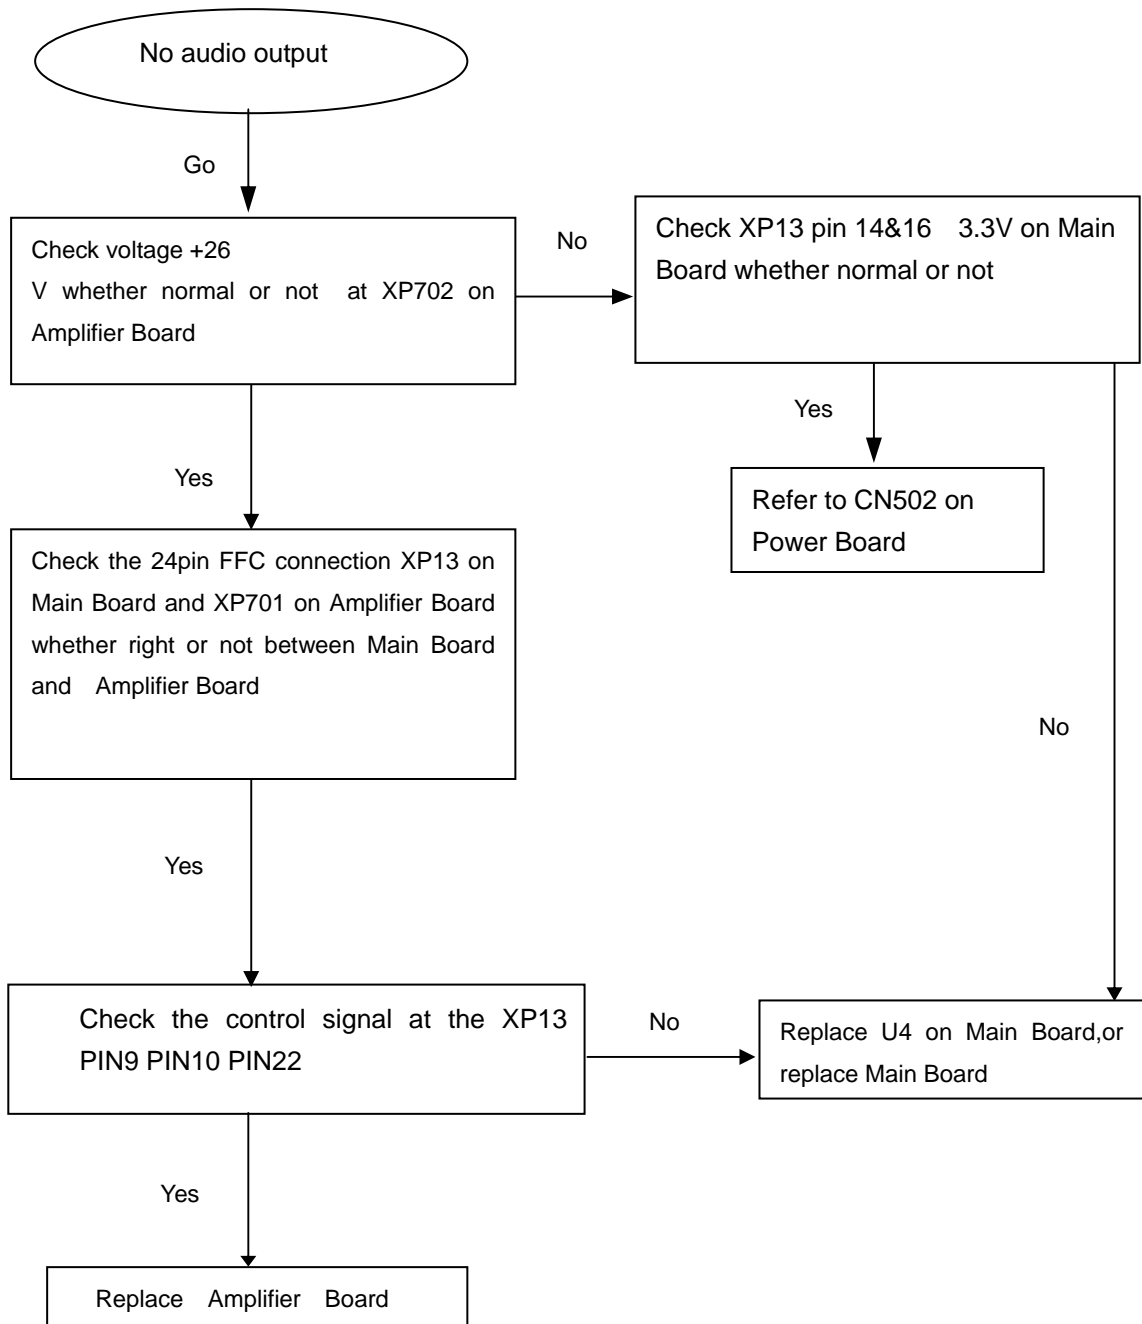 No audio output
Go
Check voltage +26
V whether normal or not at XP702 on
Amplifier Board
No
Check XP13 pin 14&16 3.3V on Main
Board whether normal or not
Yes
Refer to CN502 on
Power Board
Yes
Check the 24pin FFC connection XP13 on
Main Board and XP701 on Amplifier Board
whether right or not between Main Board
and Amplifier Board
No
Yes
Check the control signal at the XP13
PIN9 PIN10 PIN22
No
Replace U4 on Main Board,or
replace Main Board
Yes
Replace Amplifier Board